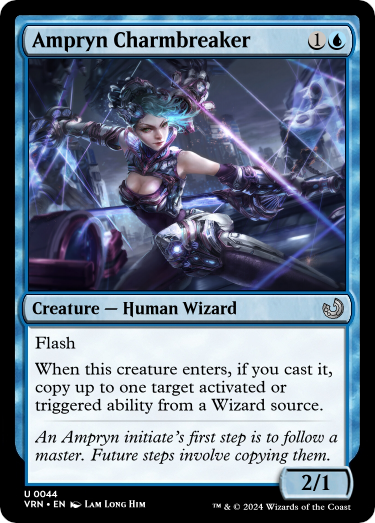 Ampryn Charmbreaker 1
Creature — Human Wizard
Flash
When this creature enters, if you cast it,
copy up to one target activated or
triggered ability from a Wizard source.
An Ampryn initiate's first step is to follow a
master. Future steps involve copying them.
2/1
U 0044
VRN • EN Lam Long Him ™ & © 2024 Wizards of the Coast